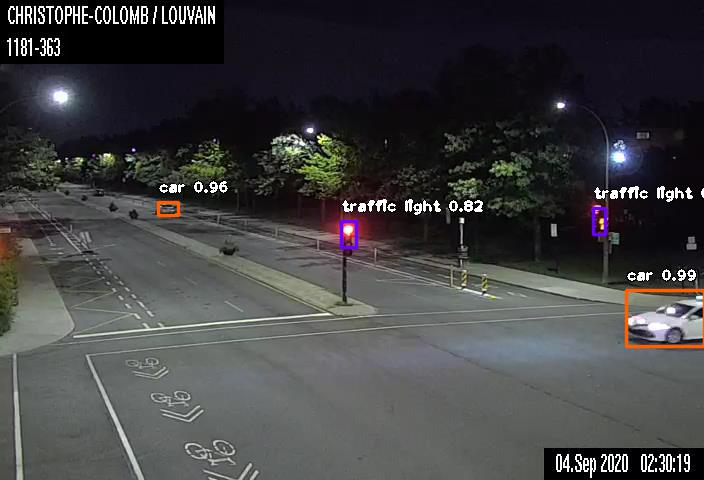 CHRISTOPHE-COLOMB / LOUVAIN
1181-363
car 0.96
traffic light 0.82
traffic light
car 0.99
04.Sep 2020 02:30:19